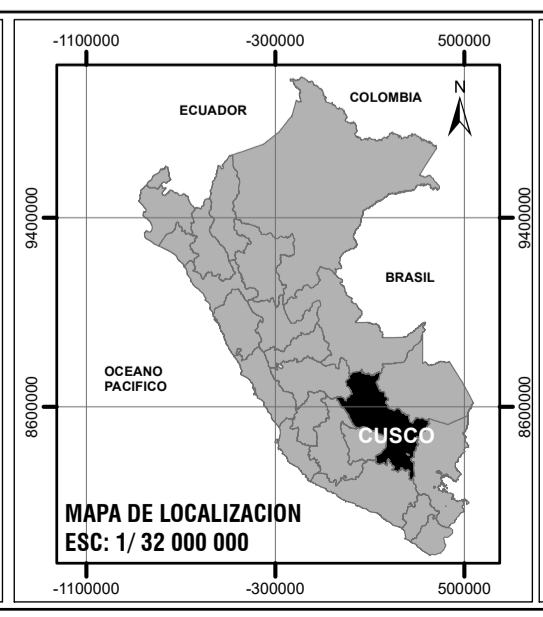 -1100000 -300000 500000
N
COLOMBIA
ECUADOR
9400000 9400000
BRASIL
OCEANO
PACIFICO
8600000 8600000
CUSCO
MAPA DE LOCALIZACION
ESC: 1/ 32 000 000
-1100000 -300000 500000